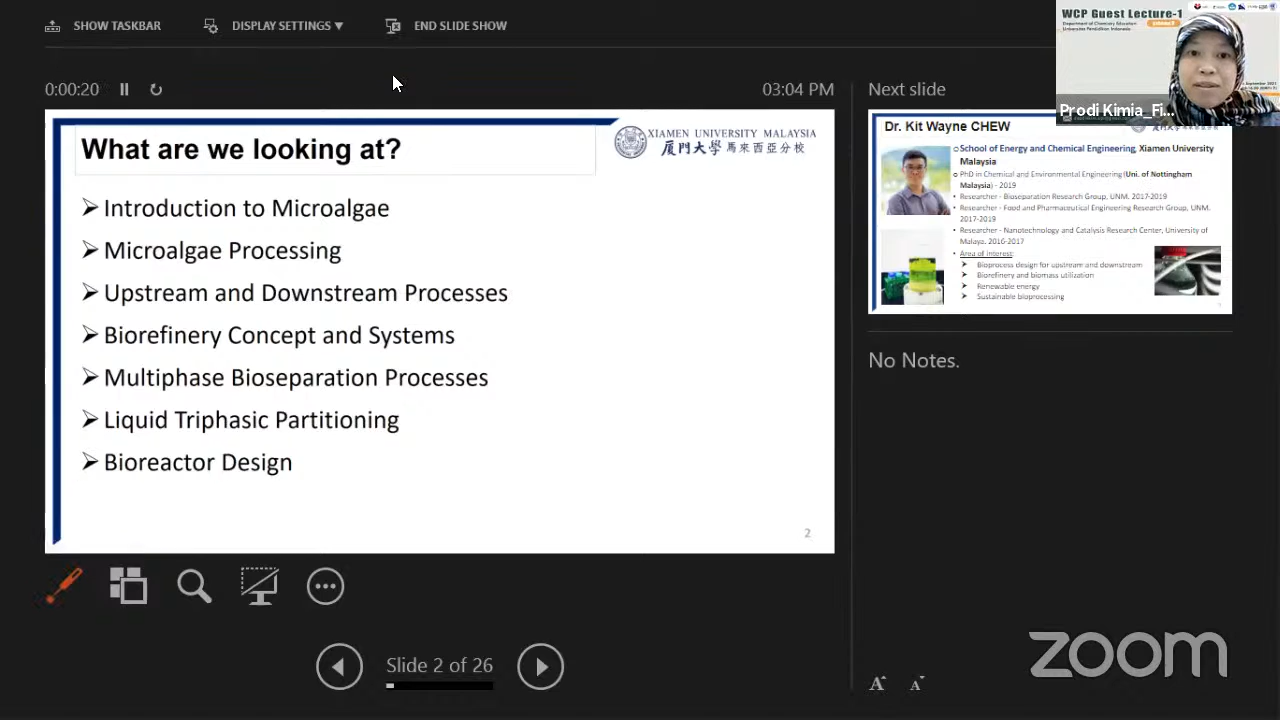 SHOW TASKBAR
DISPLAY SETTINGS ▼
END SLIDE SHOW
WCP Guest Lecture-1
Department of Chemistry Education
Universitas Pendidikan Indonesia
Prodi Kimia_Fi...
0:00:20
03:04 PM
Next slide
What are we looking at?
XIAMEN UNIVERSITY MALAYSIA
厦門大學 馬來西亞分校
➢Introduction to Microalgae
➢Microalgae Processing
➢Upstream and Downstream Processes
➢Biorefinery Concept and Systems
➢Multiphase Bioseparation Processes
➢Liquid Triphasic Partitioning
➢Bioreactor Design
2
Dr. Kit Wayne CHEW
School of Energy and Chemical Engineering, Xiamen University
Malaysia
PhD in Chemical and Environmental Engineering (Uni. of Nottingham
Malaysia) - 2019
• Researcher - Bioseparation Research Group, UNM. 2017-2019
• Researcher - Food and Pharmaceutical Engineering Research Group, UNM.
2017-2019
• Researcher - Nanotechnology and Catalysis Research Center, University of
Malaya. 2016-2017
• Area of interest:
➢ Bioprocess design for upstream and downstream
➢ Biorefinery and biomass utilization
➢ Renewable energy
➢ Sustainable bioprocessing
No Notes.
Slide 2 of 26
A A
zoom